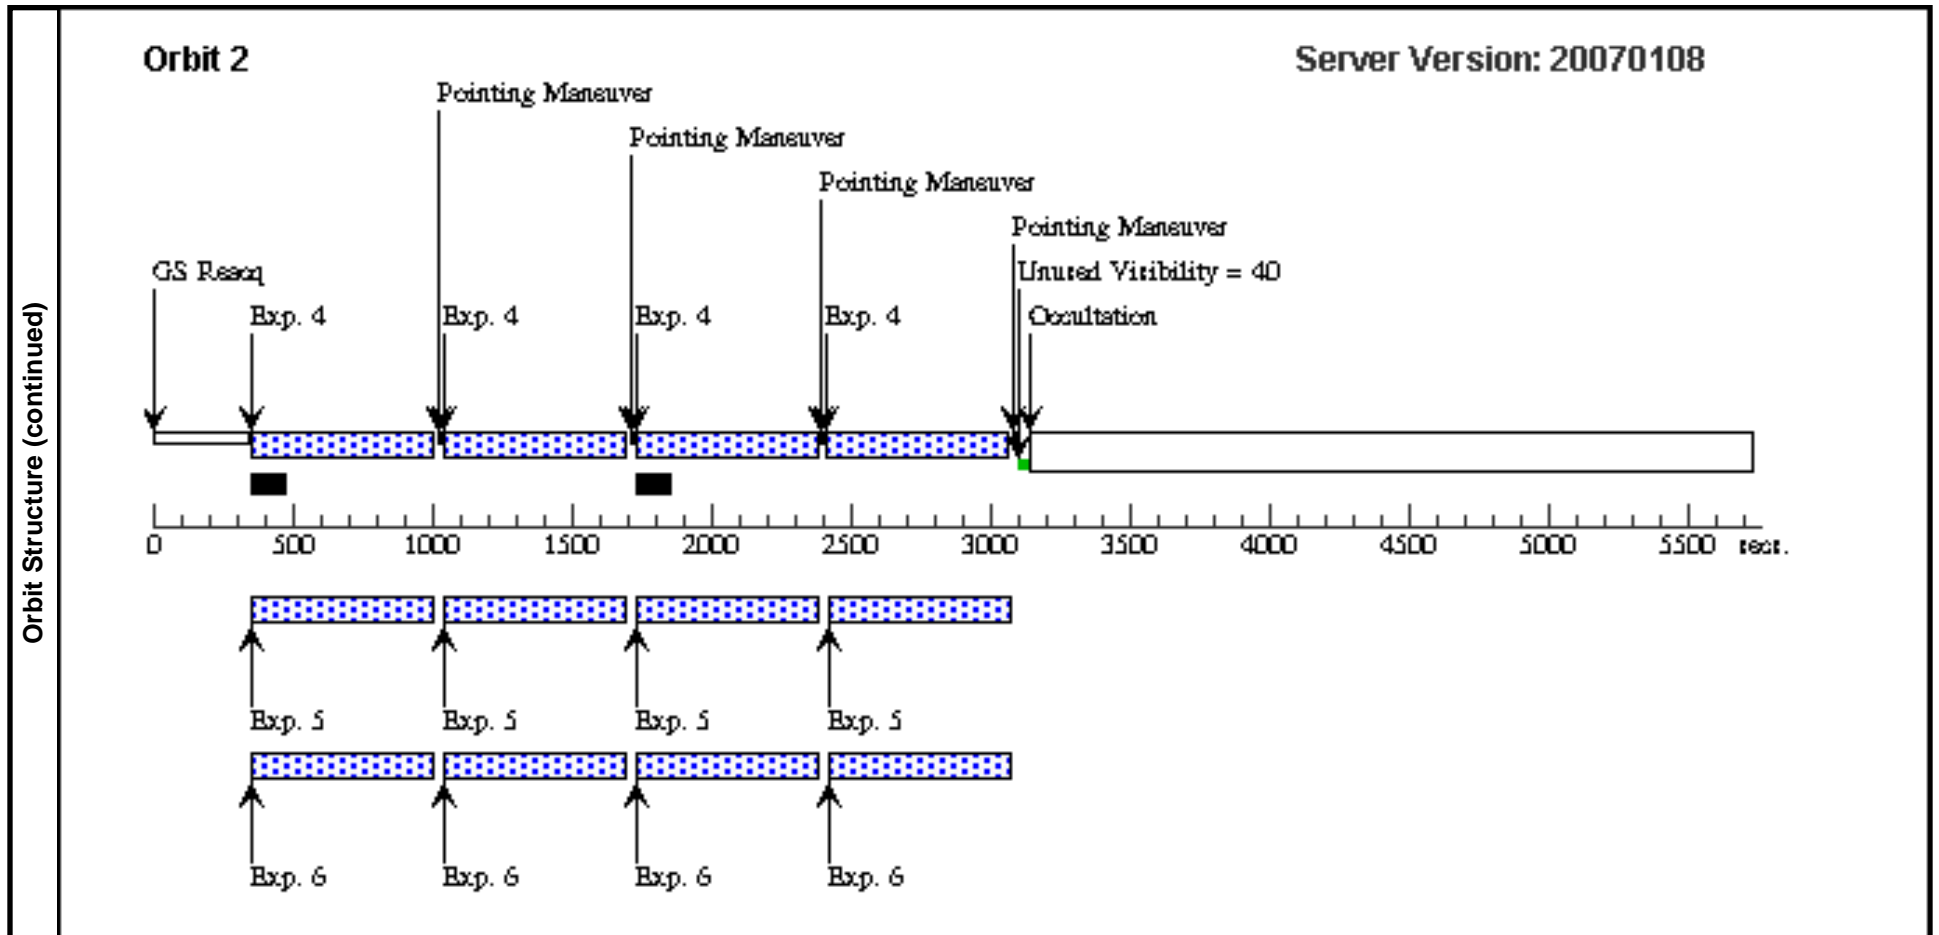 Orbit 2
Server Version: 20070108
Pointing Maneuver
Pointing Maneuver
Pointing Maneuver
Pointing Maneuver
GS Reacq
Unused Visibility = 40
Exp. 4
Exp. 4
Exp. 4
Exp. 4
Occultation
Orbit Structure (continued)
0 500 1000 1500 2000 2500 3000 3500 4000 4500 5000 5500 secs.
Exp. 5
Exp. 5
Exp. 5
Exp. 5
Exp. 6
Exp. 6
Exp. 6
Exp. 6